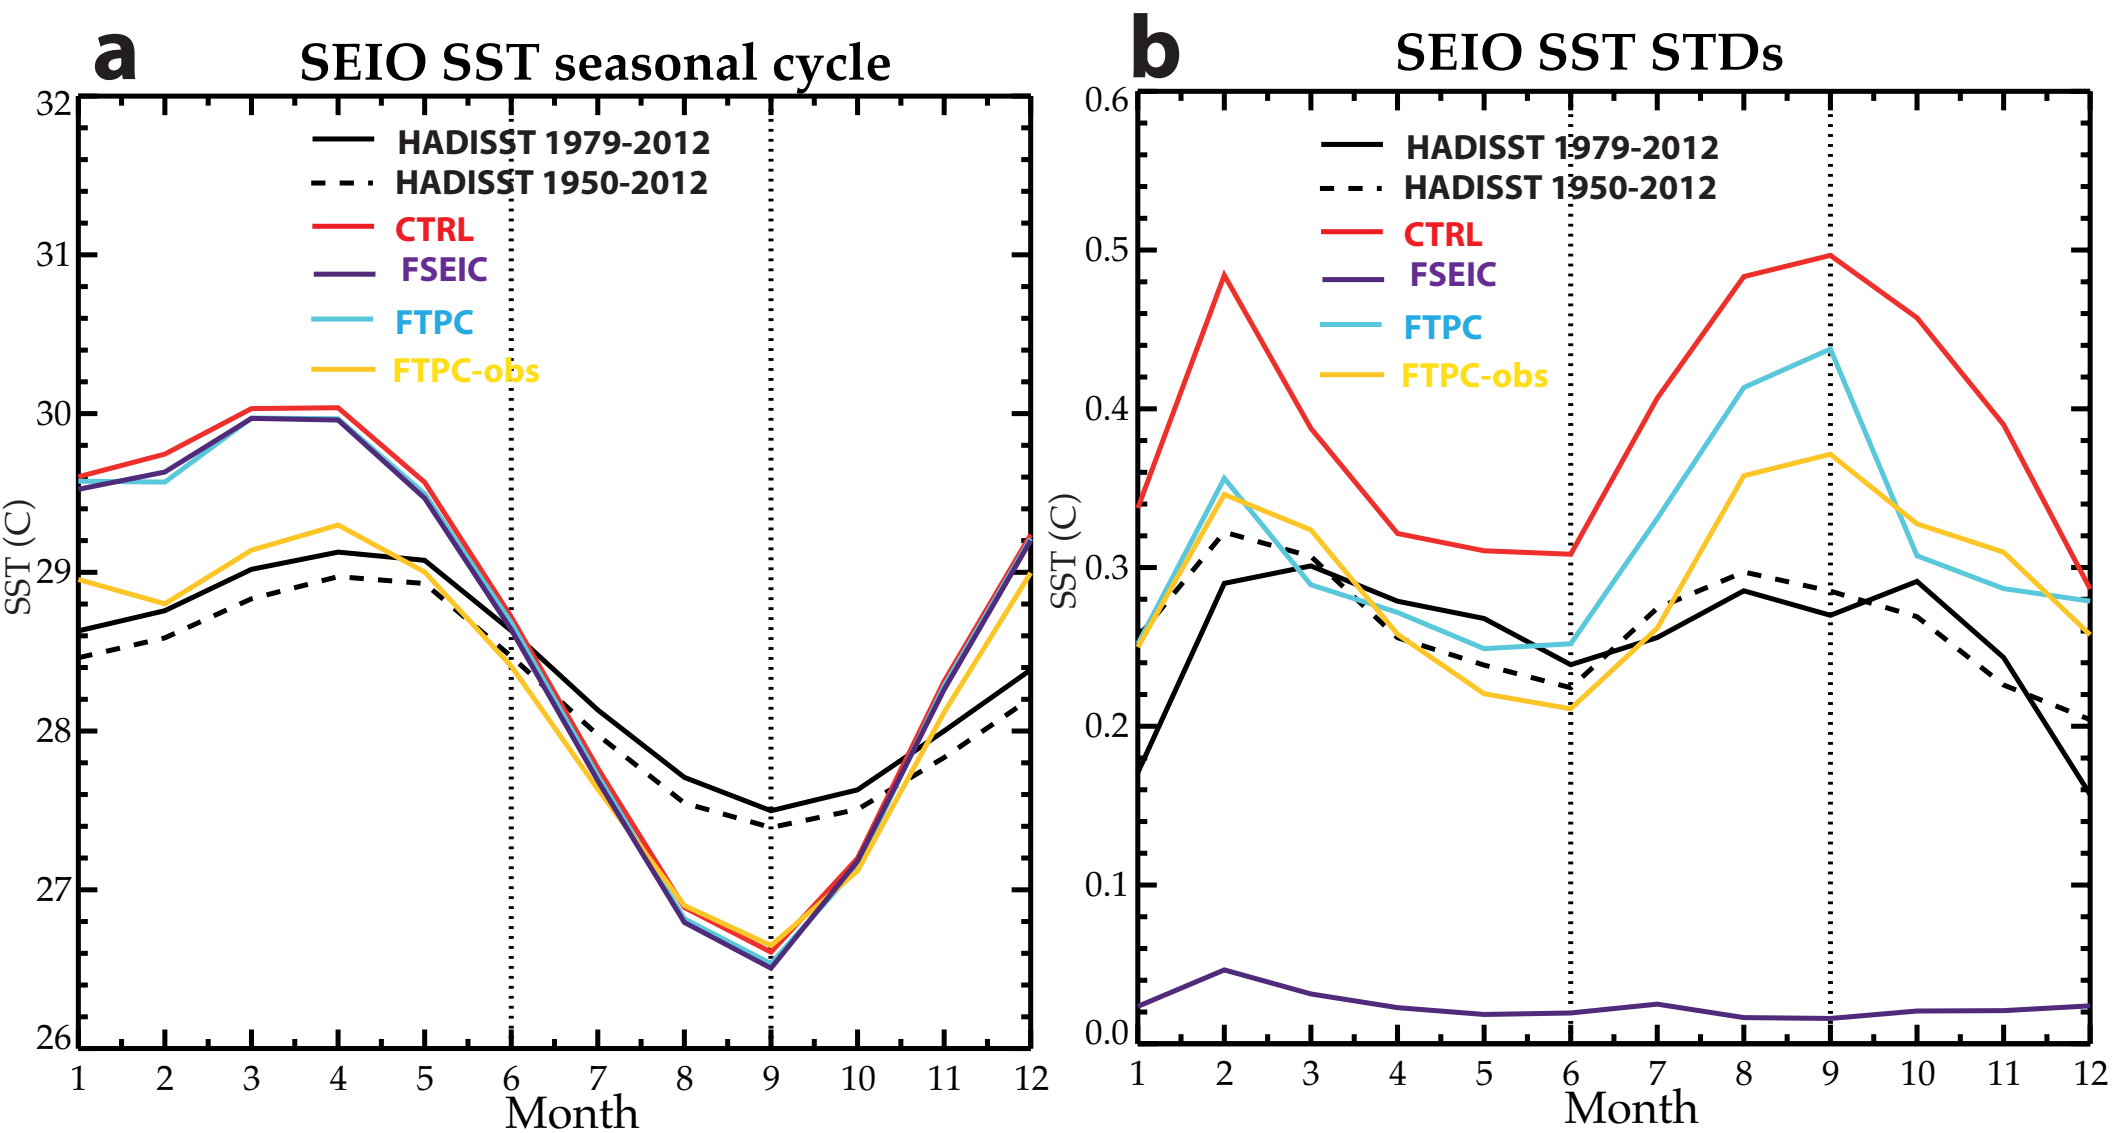 a
SEIO SST seasonal cycle
32
31
30
29
28
27
26
SST (C)
HADISST 1979-2012
HADISST 1950-2012
CTRL
FSEIC
FTPC
FTPC-obs
1 2 3 4 5 6 7 8 9 10 11 12
Month
b
SEIO SST STDs
0.6
0.5
0.4
0.3
0.2
0.1
0.0
SST (C)
HADISST 1979-2012
HADISST 1950-2012
CTRL
FSEIC
FTPC
FTPC-obs
1 2 3 4 5 6 7 8 9 10 11 12
Month